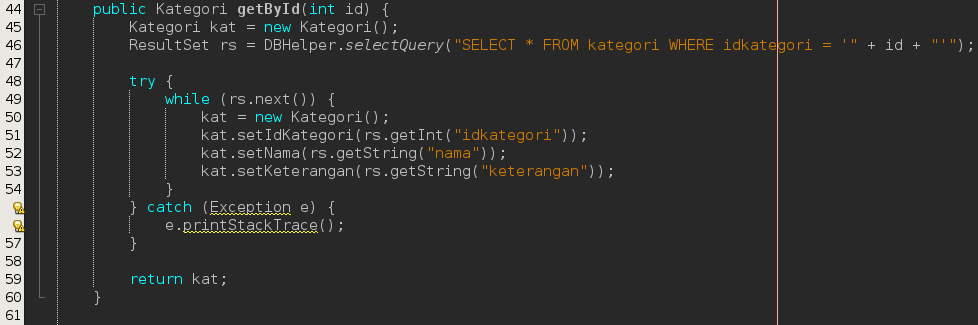 44 public Kategori getById(int id) {
45 Kategori kat = new Kategori();
46 ResultSet rs = DBHelper.selectQuery("SELECT * FROM kategori WHERE idkategori = '" + id + "'");
47
48 try {
49 while (rs.next()) {
50 kat = new Kategori();
51 kat.setIdKategori(rs.getInt("idkategori"));
52 kat.setNama(rs.getString("nama"));
53 kat.setKeterangan(rs.getString("keterangan"));
54 }
} catch (Exception e) {
e.printStackTrace();
57 }
58
59 return kat;
60 }
61